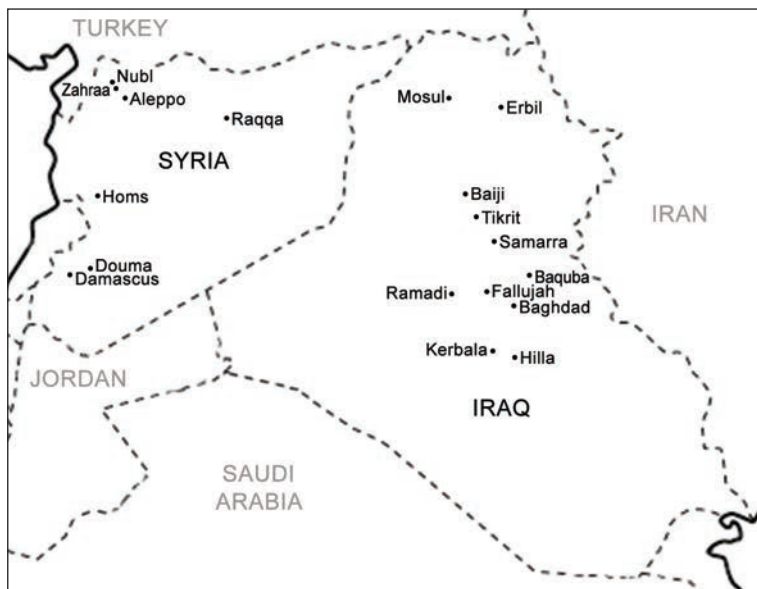 TURKEY
Nubl
Zahraa
Aleppo
Raqqa
SYRIA
Homs
Douma
Damascus
Mosul
Erbil
Baiji
Tikrit
Samarra
IRAN
Baquba
Ramadi
Fallujah
Baghdad
Kerbala
Hilla
IRAQ
JORDAN
SAUDI
ARABIA